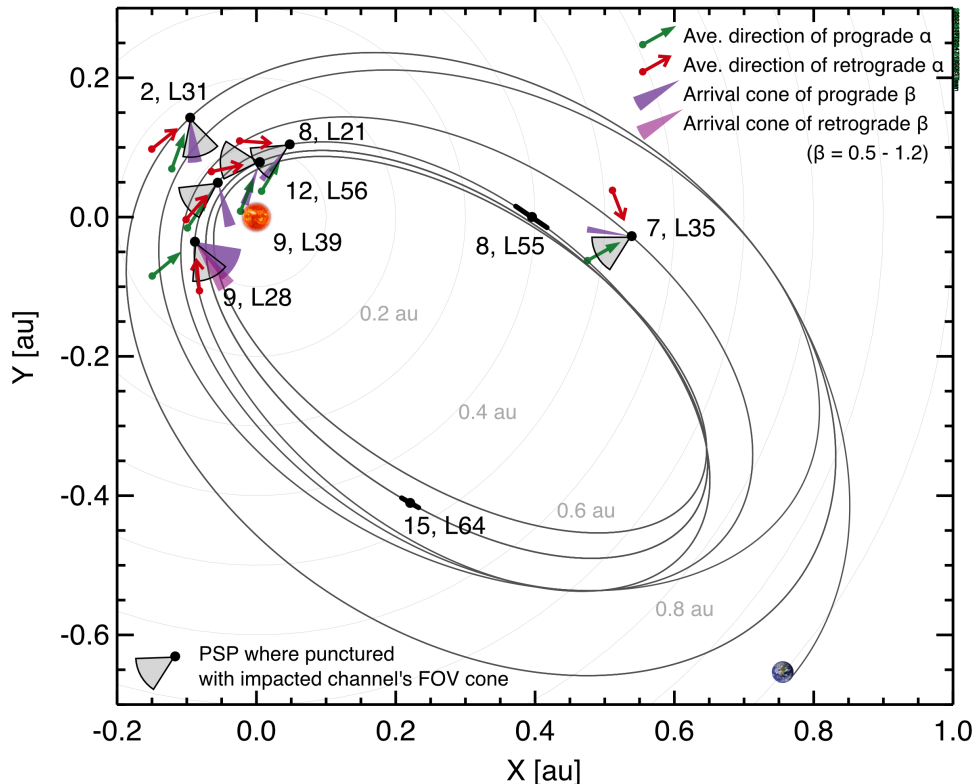 Ave. direction of prograde α
Ave. direction of retrograde α
Arrival cone of prograde β
Arrival cone of retrograde β
(β = 0.5 - 1.2)
2, L31
8, L21
12, L56
9, L39
9, L28
8, L55
7, L35
15, L64
0.2 au
0.4 au
0.6 au
0.8 au
PSP where punctured
with impacted channel's FOV cone
0.2
0.0
-0.2
-0.4
-0.6
Y [au]
-0.2
0.0
0.2
0.4
0.6
0.8
1.0
X [au]